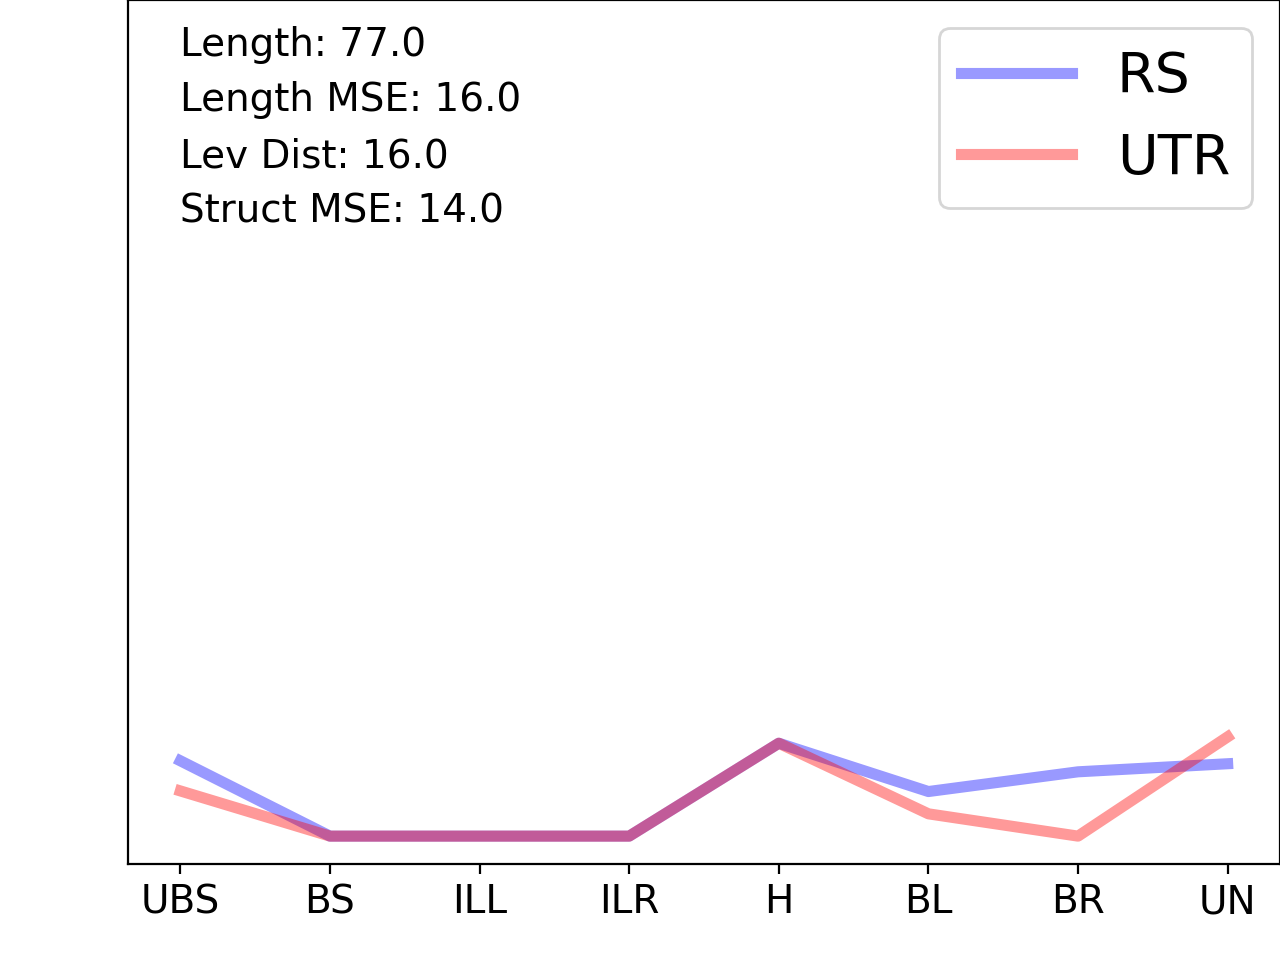 Length: 77.0
Length MSE: 16.0
Lev Dist: 16.0
Struct MSE: 14.0
RS
UTR
UBS BS ILL ILR H BL BR UN